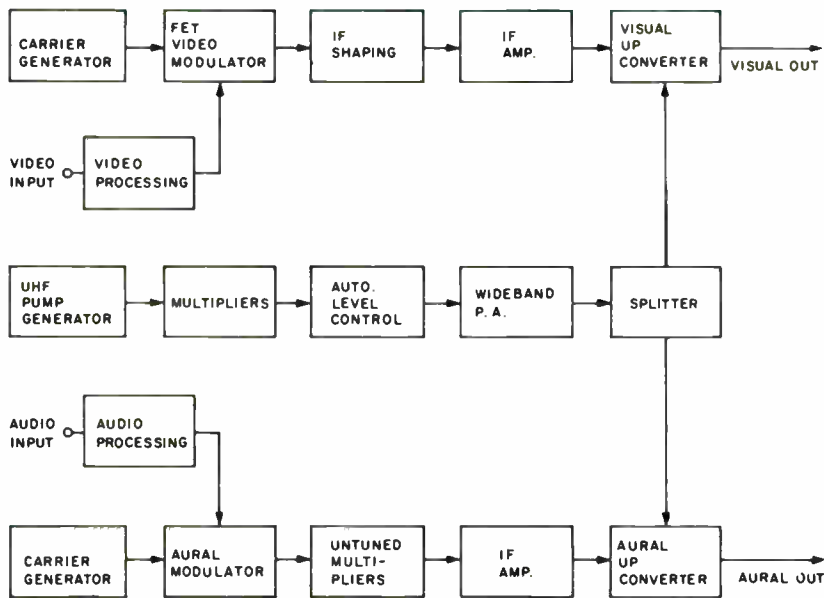 CARRIER
GENERATOR
FET
VIDEO
MODULATOR
IF
SHAPING
IF
AMP.
VISUAL
UP
CONVERTER
VISUAL OUT
VIDEO
INPUT
VIDEO
PROCESSING
UHF
PUMP
GENERATOR
MULTIPLIERS
AUTO.
LEVEL
CONTROL
WIDEBAND
P. A.
SPLITTER
AUDIO
INPUT
AUDIO
PROCESSING
CARRIER
GENERATOR
AURAL
MODULATOR
UNTUNED
MULTI-
PLIERS
IF
AMP.
AURAL
UP
CONVERTER
AURAL OUT